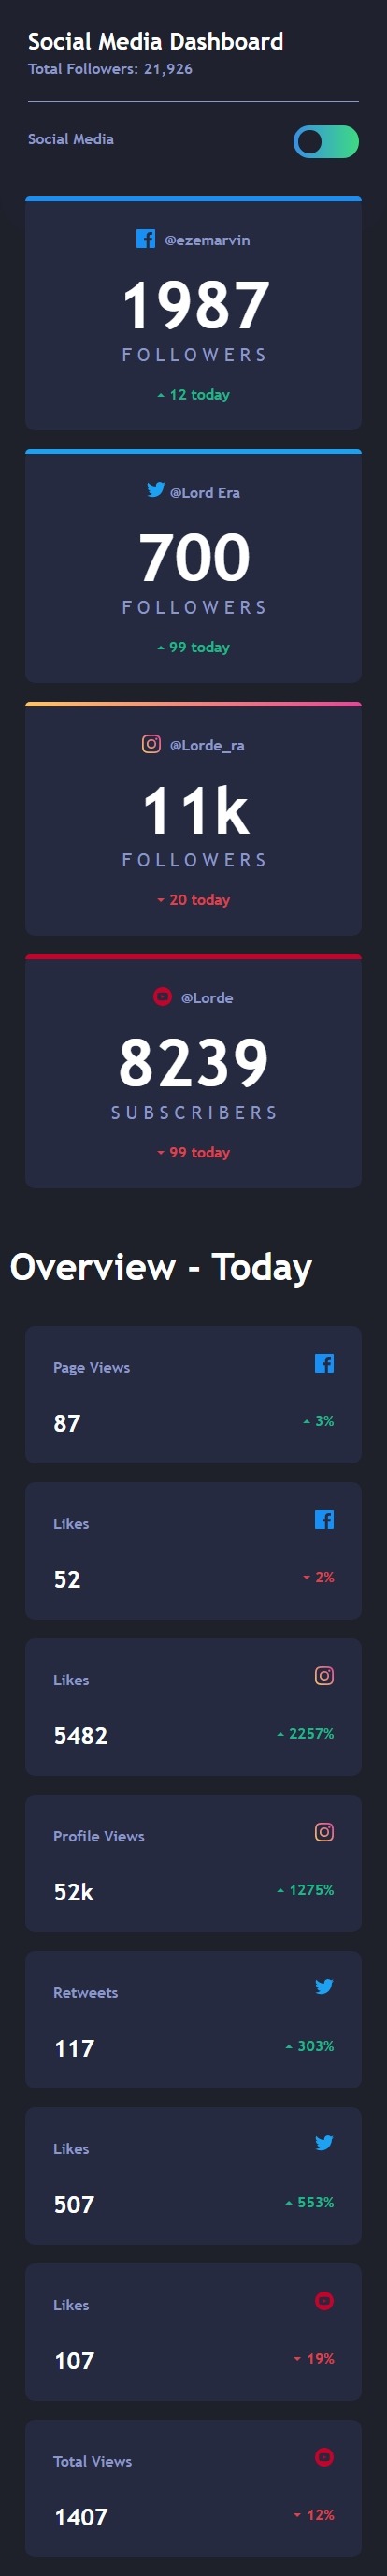 Social Media Dashboard
Total Followers: 21,926
Social Media
@ezemarvin
1987
FOLLOWERS
12 today
@Lord Era
700
FOLLOWERS
99 today
@Lorde_ra
11k
FOLLOWERS
20 today
@Lorde
8239
SUBSCRIBERS
99 today
Overview - Today
Page Views
87
3%
Likes
52
2%
Likes
5482
2257%
Profile Views
52k
1275%
Retweets
117
303%
Likes
507
553%
Likes
107
19%
Total Views
1407
12%